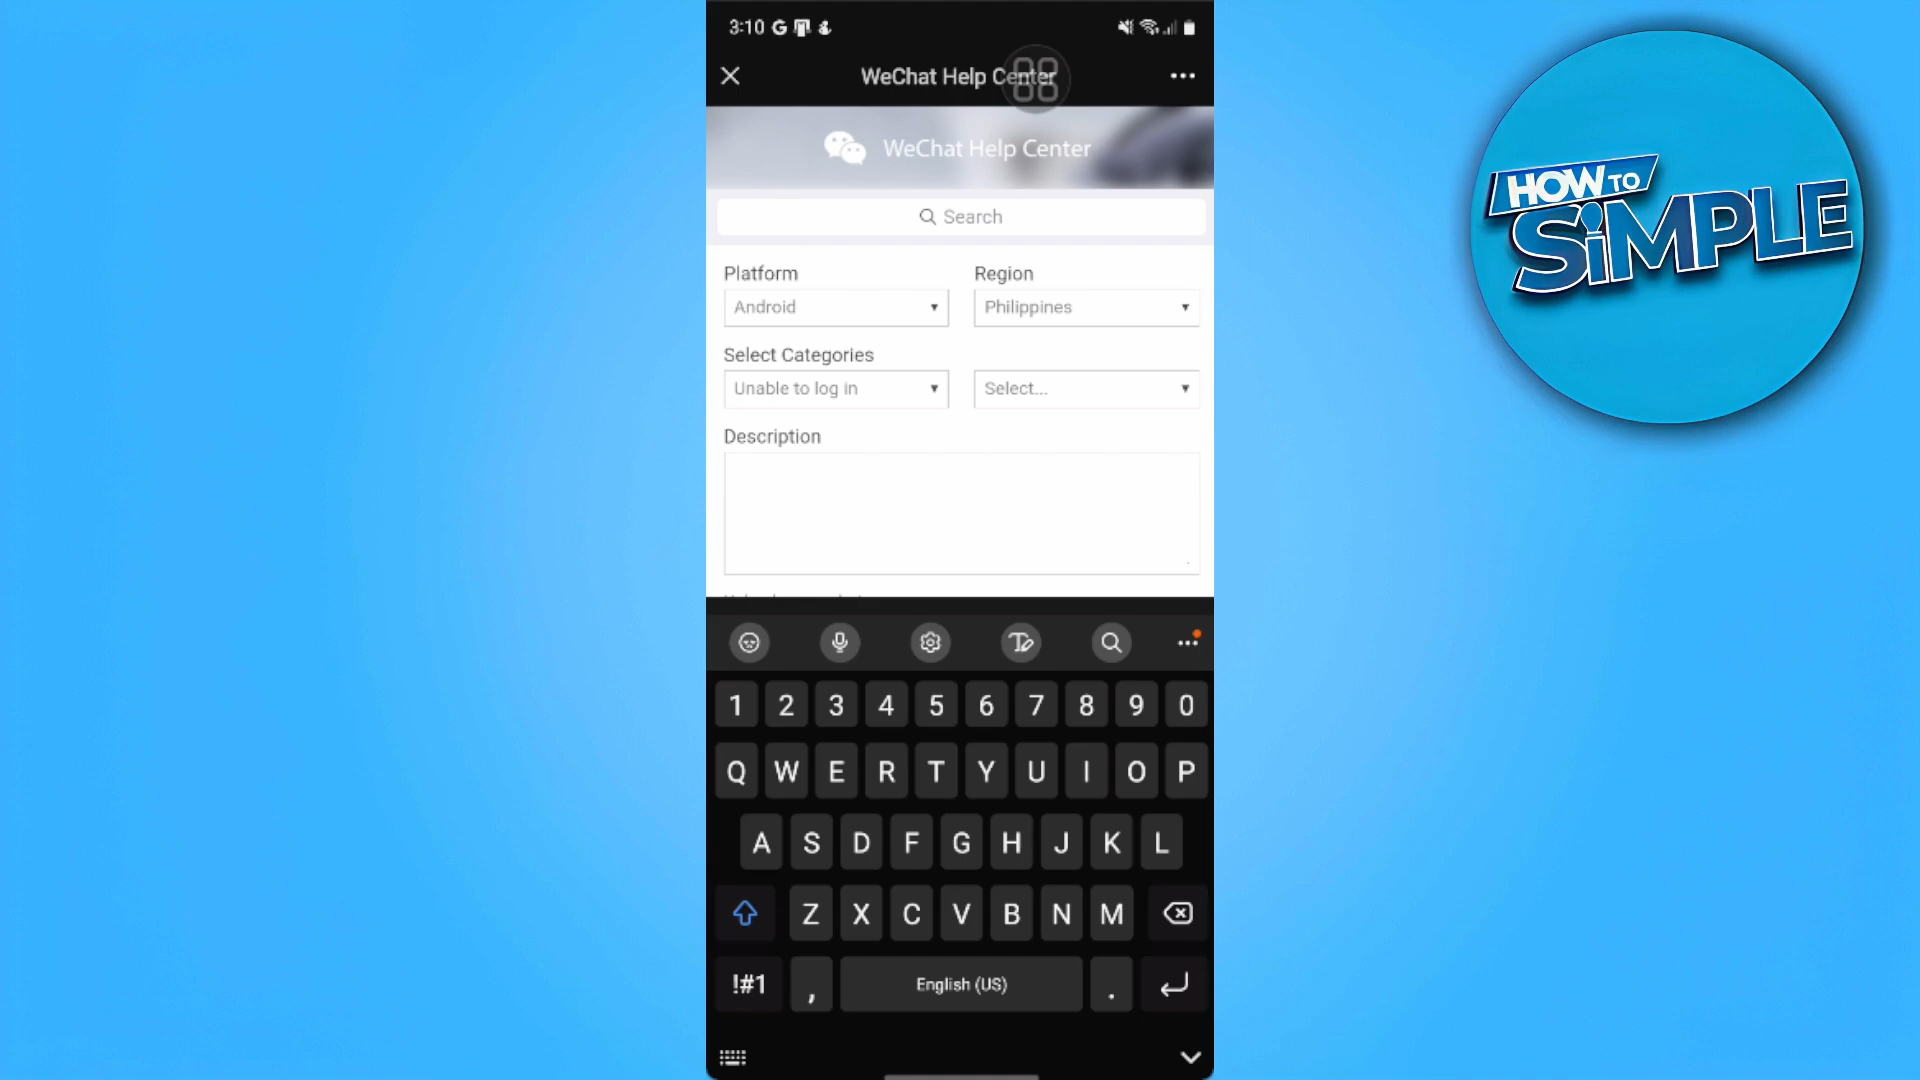 3:10
WeChat Help Center
WeChat Help Center
Search
Platform
Region
Android
Philippines
Select Categories
Unable to log in
Select...
Description
1 2 3 4 5 6 7 8 9 0
Q W E R T Y U I O P
A S D F G H J K L
Z X C V B N M
!#1 , English (US) .
HOW TO
SiMPLE